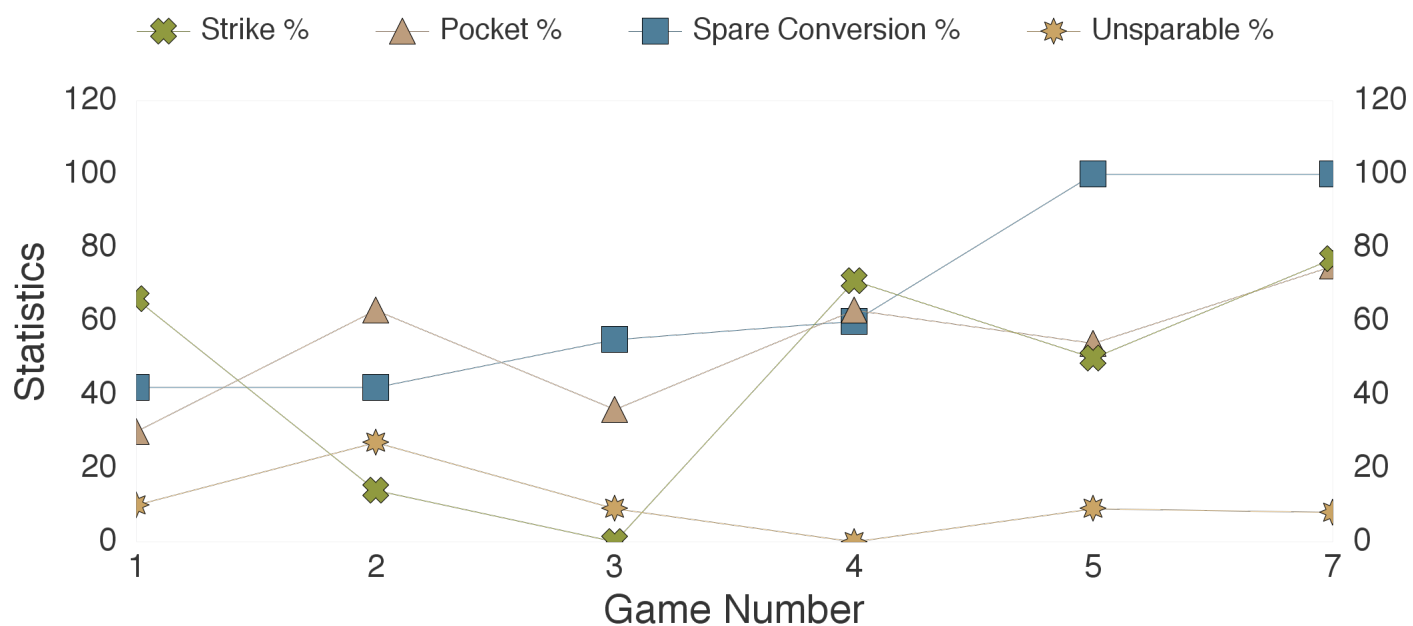 Strike % Pocket % Spare Conversion % Unsparable %
120 120
100 100
80 80
60 60
40 40
20 20
0 0
Statistics
1 2 3 4 5 7
Game Number